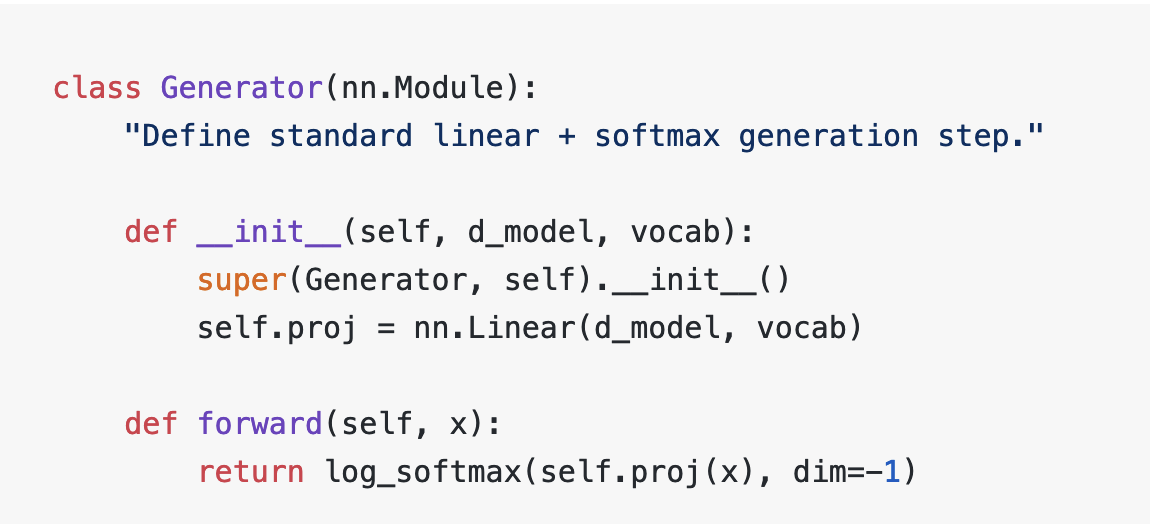 class Generator(nn.Module):
    "Define standard linear + softmax generation step."

    def __init__(self, d_model, vocab):
        super(Generator, self).__init__()
        self.proj = nn.Linear(d_model, vocab)

    def forward(self, x):
        return log_softmax(self.proj(x), dim=-1)